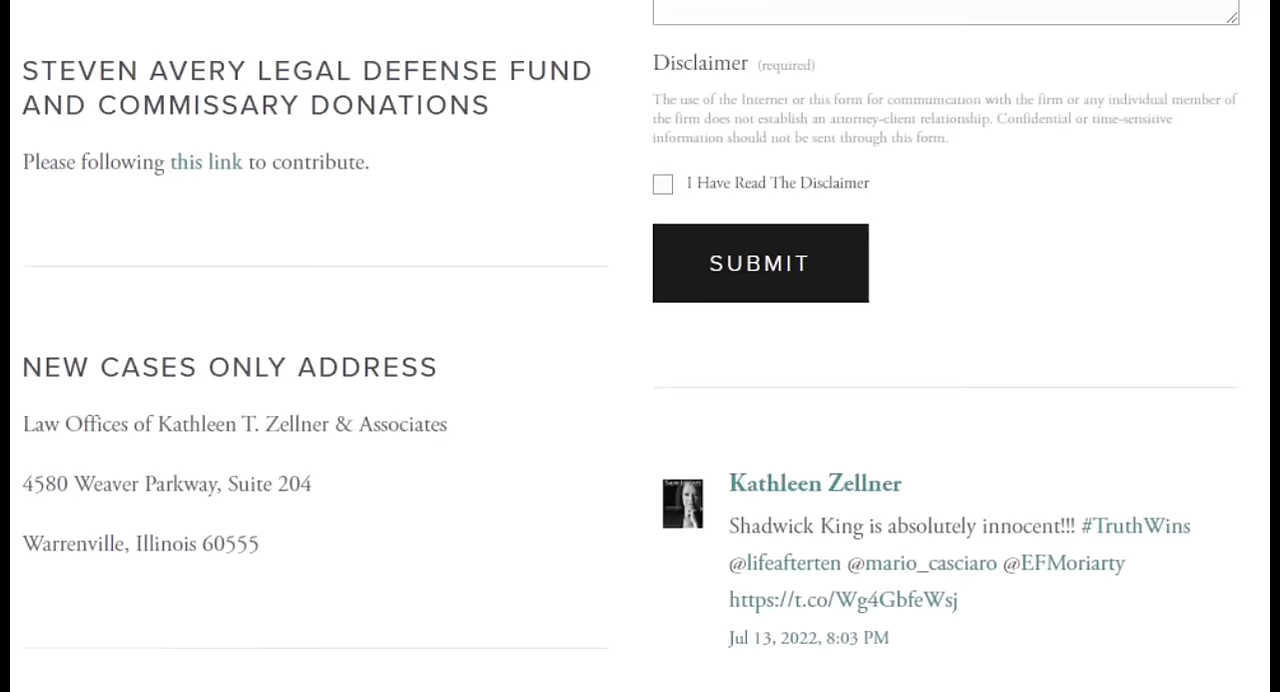 STEVEN AVERY LEGAL DEFENSE FUND
AND COMMISSARY DONATIONS
Please following this link to contribute.
NEW CASES ONLY ADDRESS
Law Offices of Kathleen T. Zellner & Associates
4580 Weaver Parkway, Suite 204
Warrenville, Illinois 60555
Disclaimer (required)
The use of the Internet or this form for communication with the firm or any individual member of
the firm does not establish an attorney-client relationship. Confidential or time-sensitive
information should not be sent through this form.
I Have Read The Disclaimer
SUBMIT
Kathleen Zellner
Shadwick King is absolutely innocent!!! #TruthWins
@lifeafterten @mario_casciaro @EFMoriarty
https://t.co/Wg4GbfeWsj
Jul 13, 2022, 8:03 PM